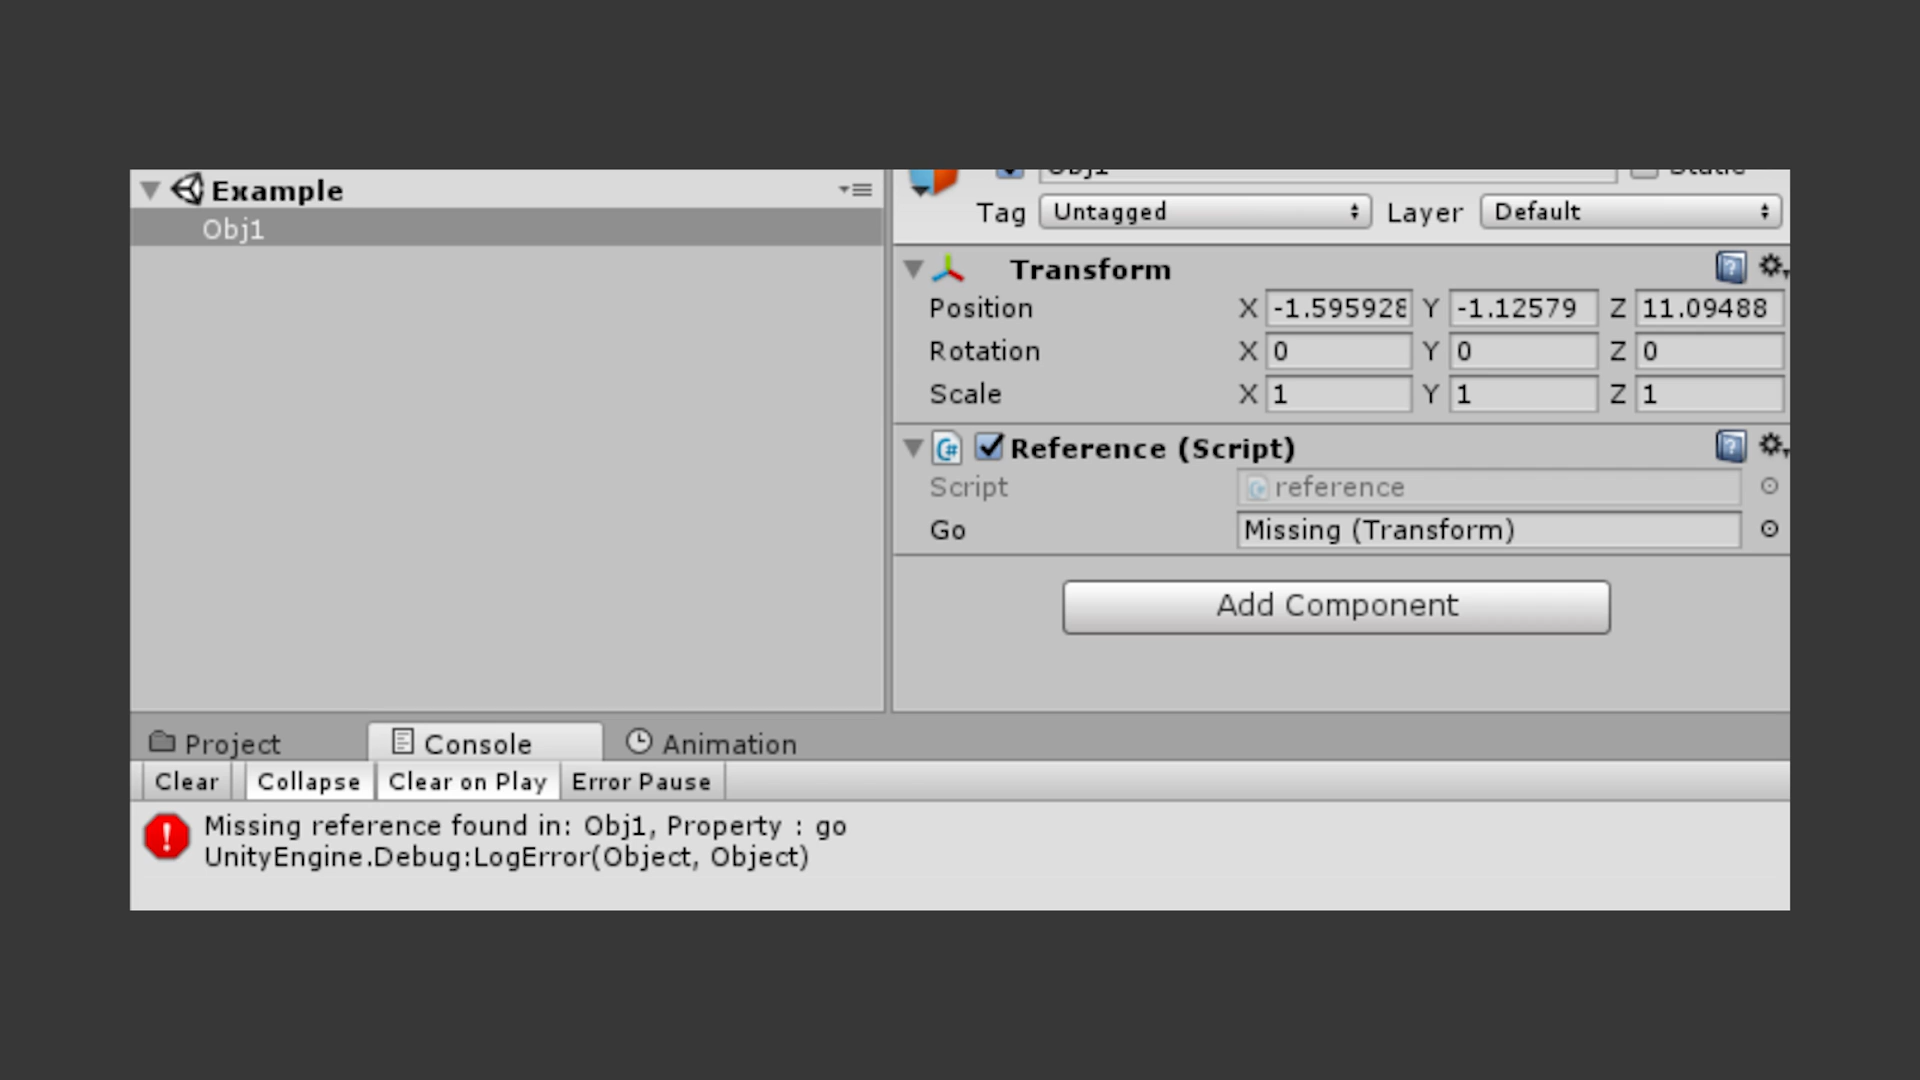 Example
Obj1
Obj1
Static
Tag Untagged Layer Default
Transform
Position X -1.595928 Y -1.12579 Z 11.09488
Rotation X 0 Y 0 Z 0
Scale X 1 Y 1 Z 1
Reference (Script)
Script reference
Go Missing (Transform)
Add Component
Project Console Animation
Clear Collapse Clear on Play Error Pause
Missing reference found in: Obj1, Property : go
UnityEngine.Debug:LogError(Object, Object)